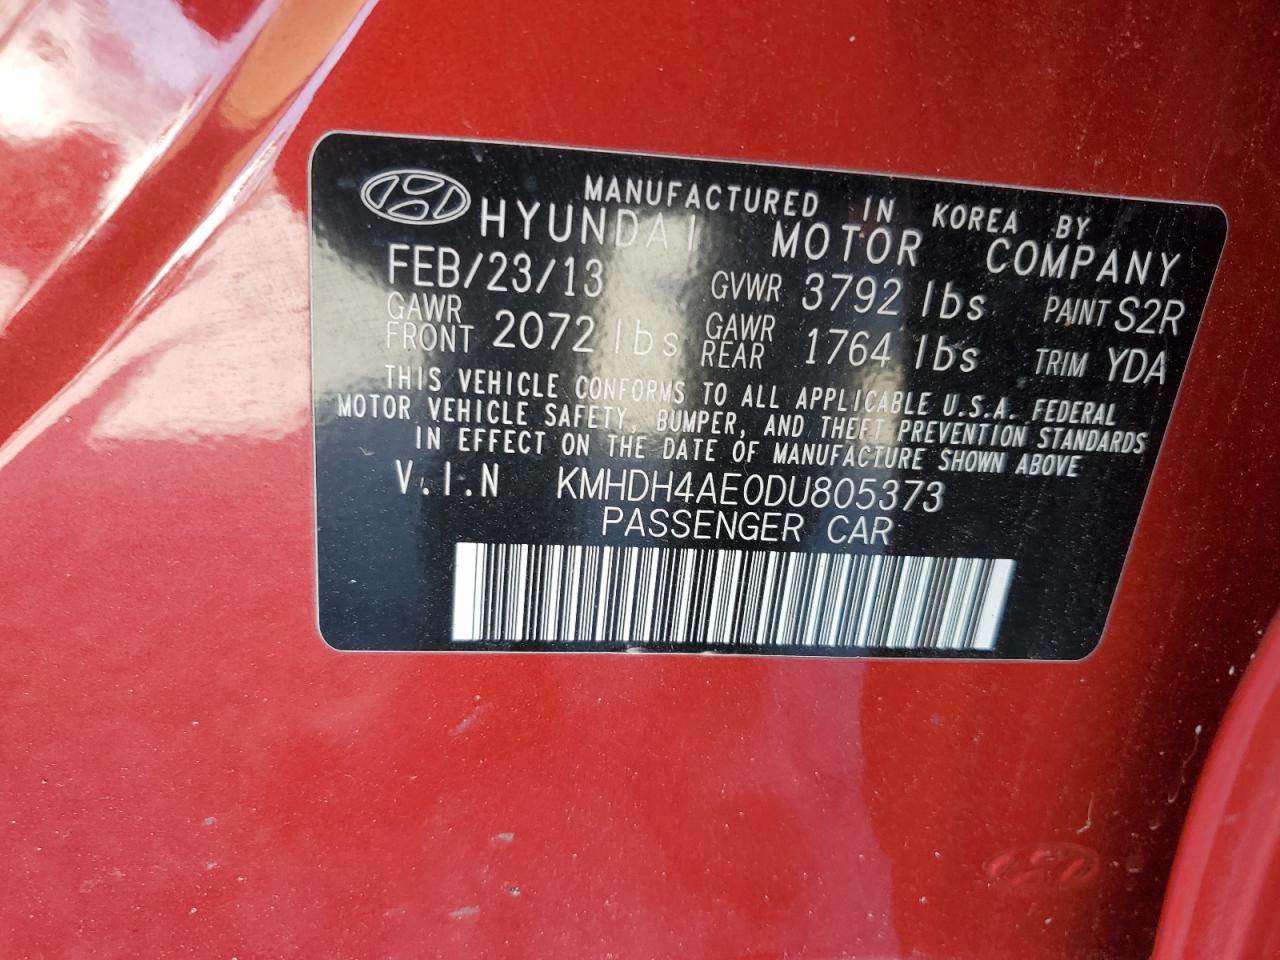 MANUFACTURED IN KOREA BY
HYUNDAI MOTOR COMPANY
FEB/23/13 GVWR 3792 lbs PAINT S2R
GAWR FRONT 2072 lbs GAWR REAR 1764 lbs TRIM YDA
THIS VEHICLE CONFORMS TO ALL APPLICABLE U.S.A. FEDERAL
MOTOR VEHICLE SAFETY, BUMPER, AND THEFT PREVENTION STANDARDS
IN EFFECT ON THE DATE OF MANUFACTURE SHOWN ABOVE
V.I.N KMHDH4AE0DU805373
PASSENGER CAR